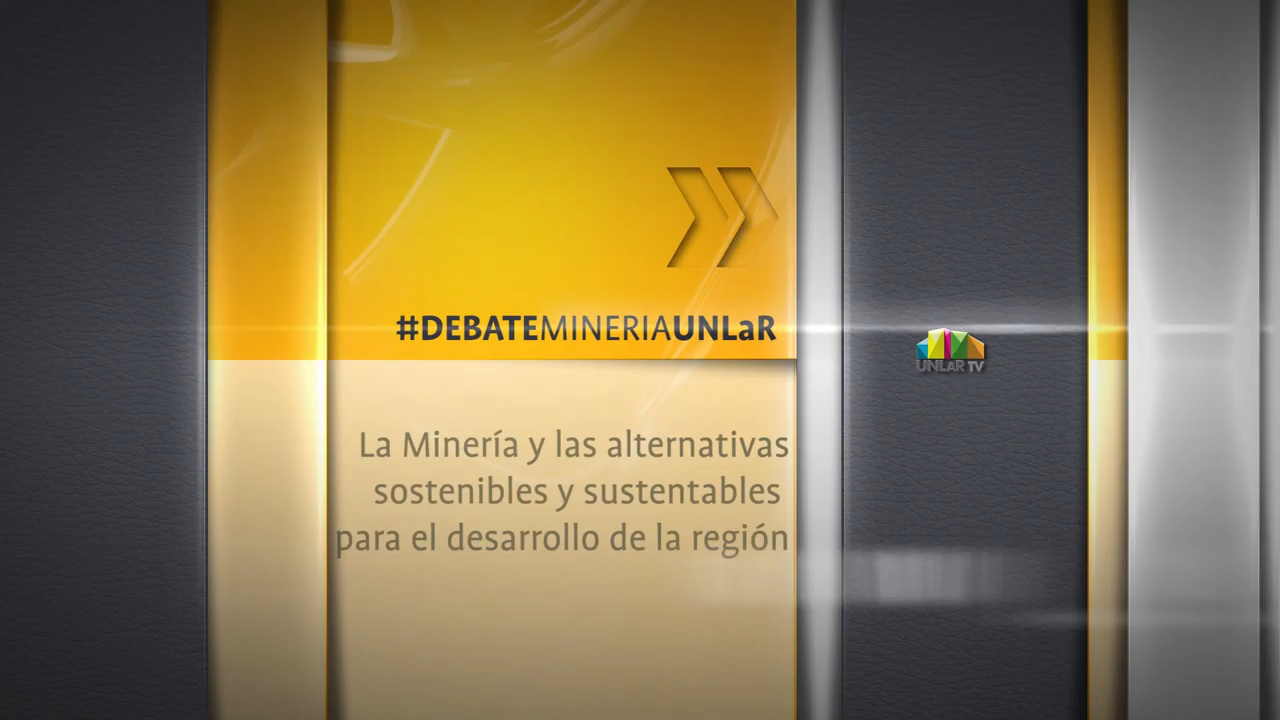 #DEBATEMINERIAUNLaR
UNLAR TV
La Minería y las alternativas
sostenibles y sustentables
para el desarrollo de la región